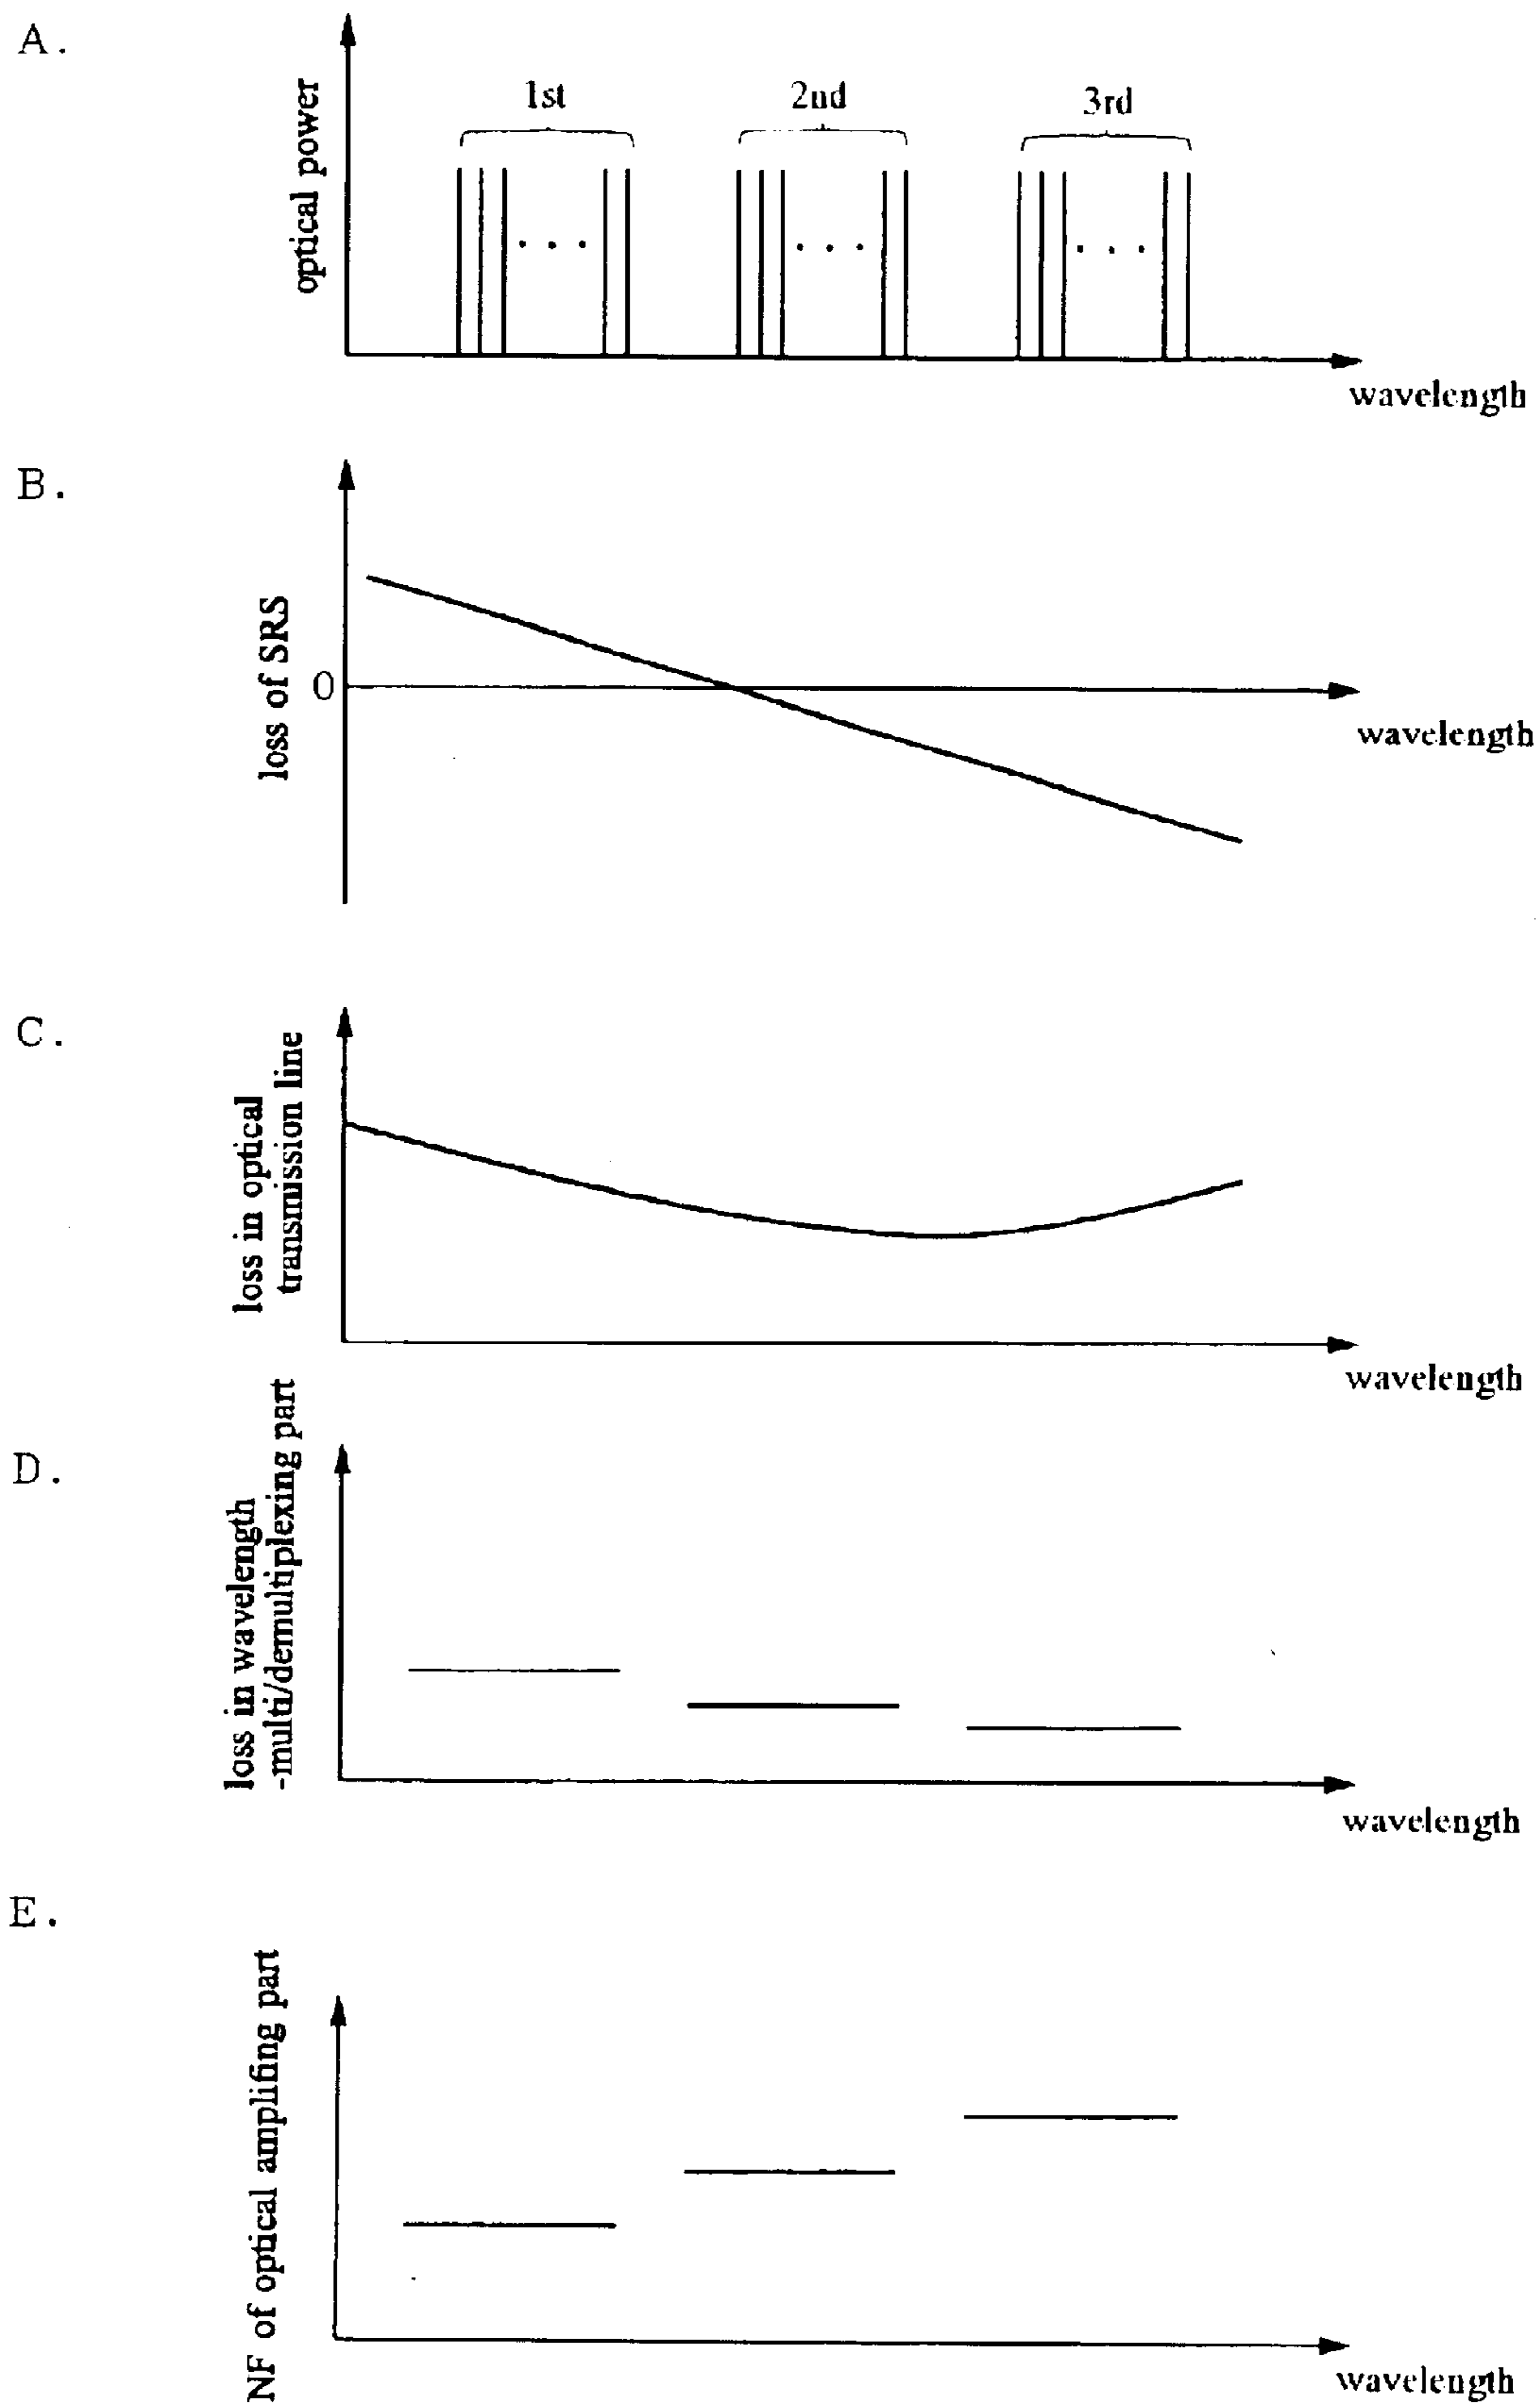 A.
optical power
1st
2nd
3rd
. . .
. . .
. . .
wavelength
B.
loss of SRS
0
wavelength
C.
loss in optical
transmission line
wavelength
D.
loss in wavelength
-multi/demultiplexing part
wavelength
E.
NF of optical amplifing part
wavelength